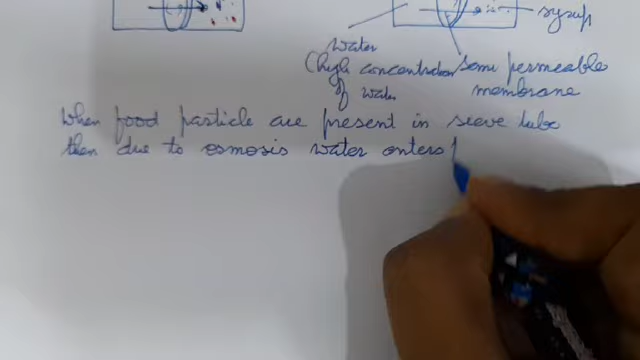 syrup
water
(high concentration
of water
semi permeable
membrane
When food particle are present in sieve tube
then due to osmosis water enters